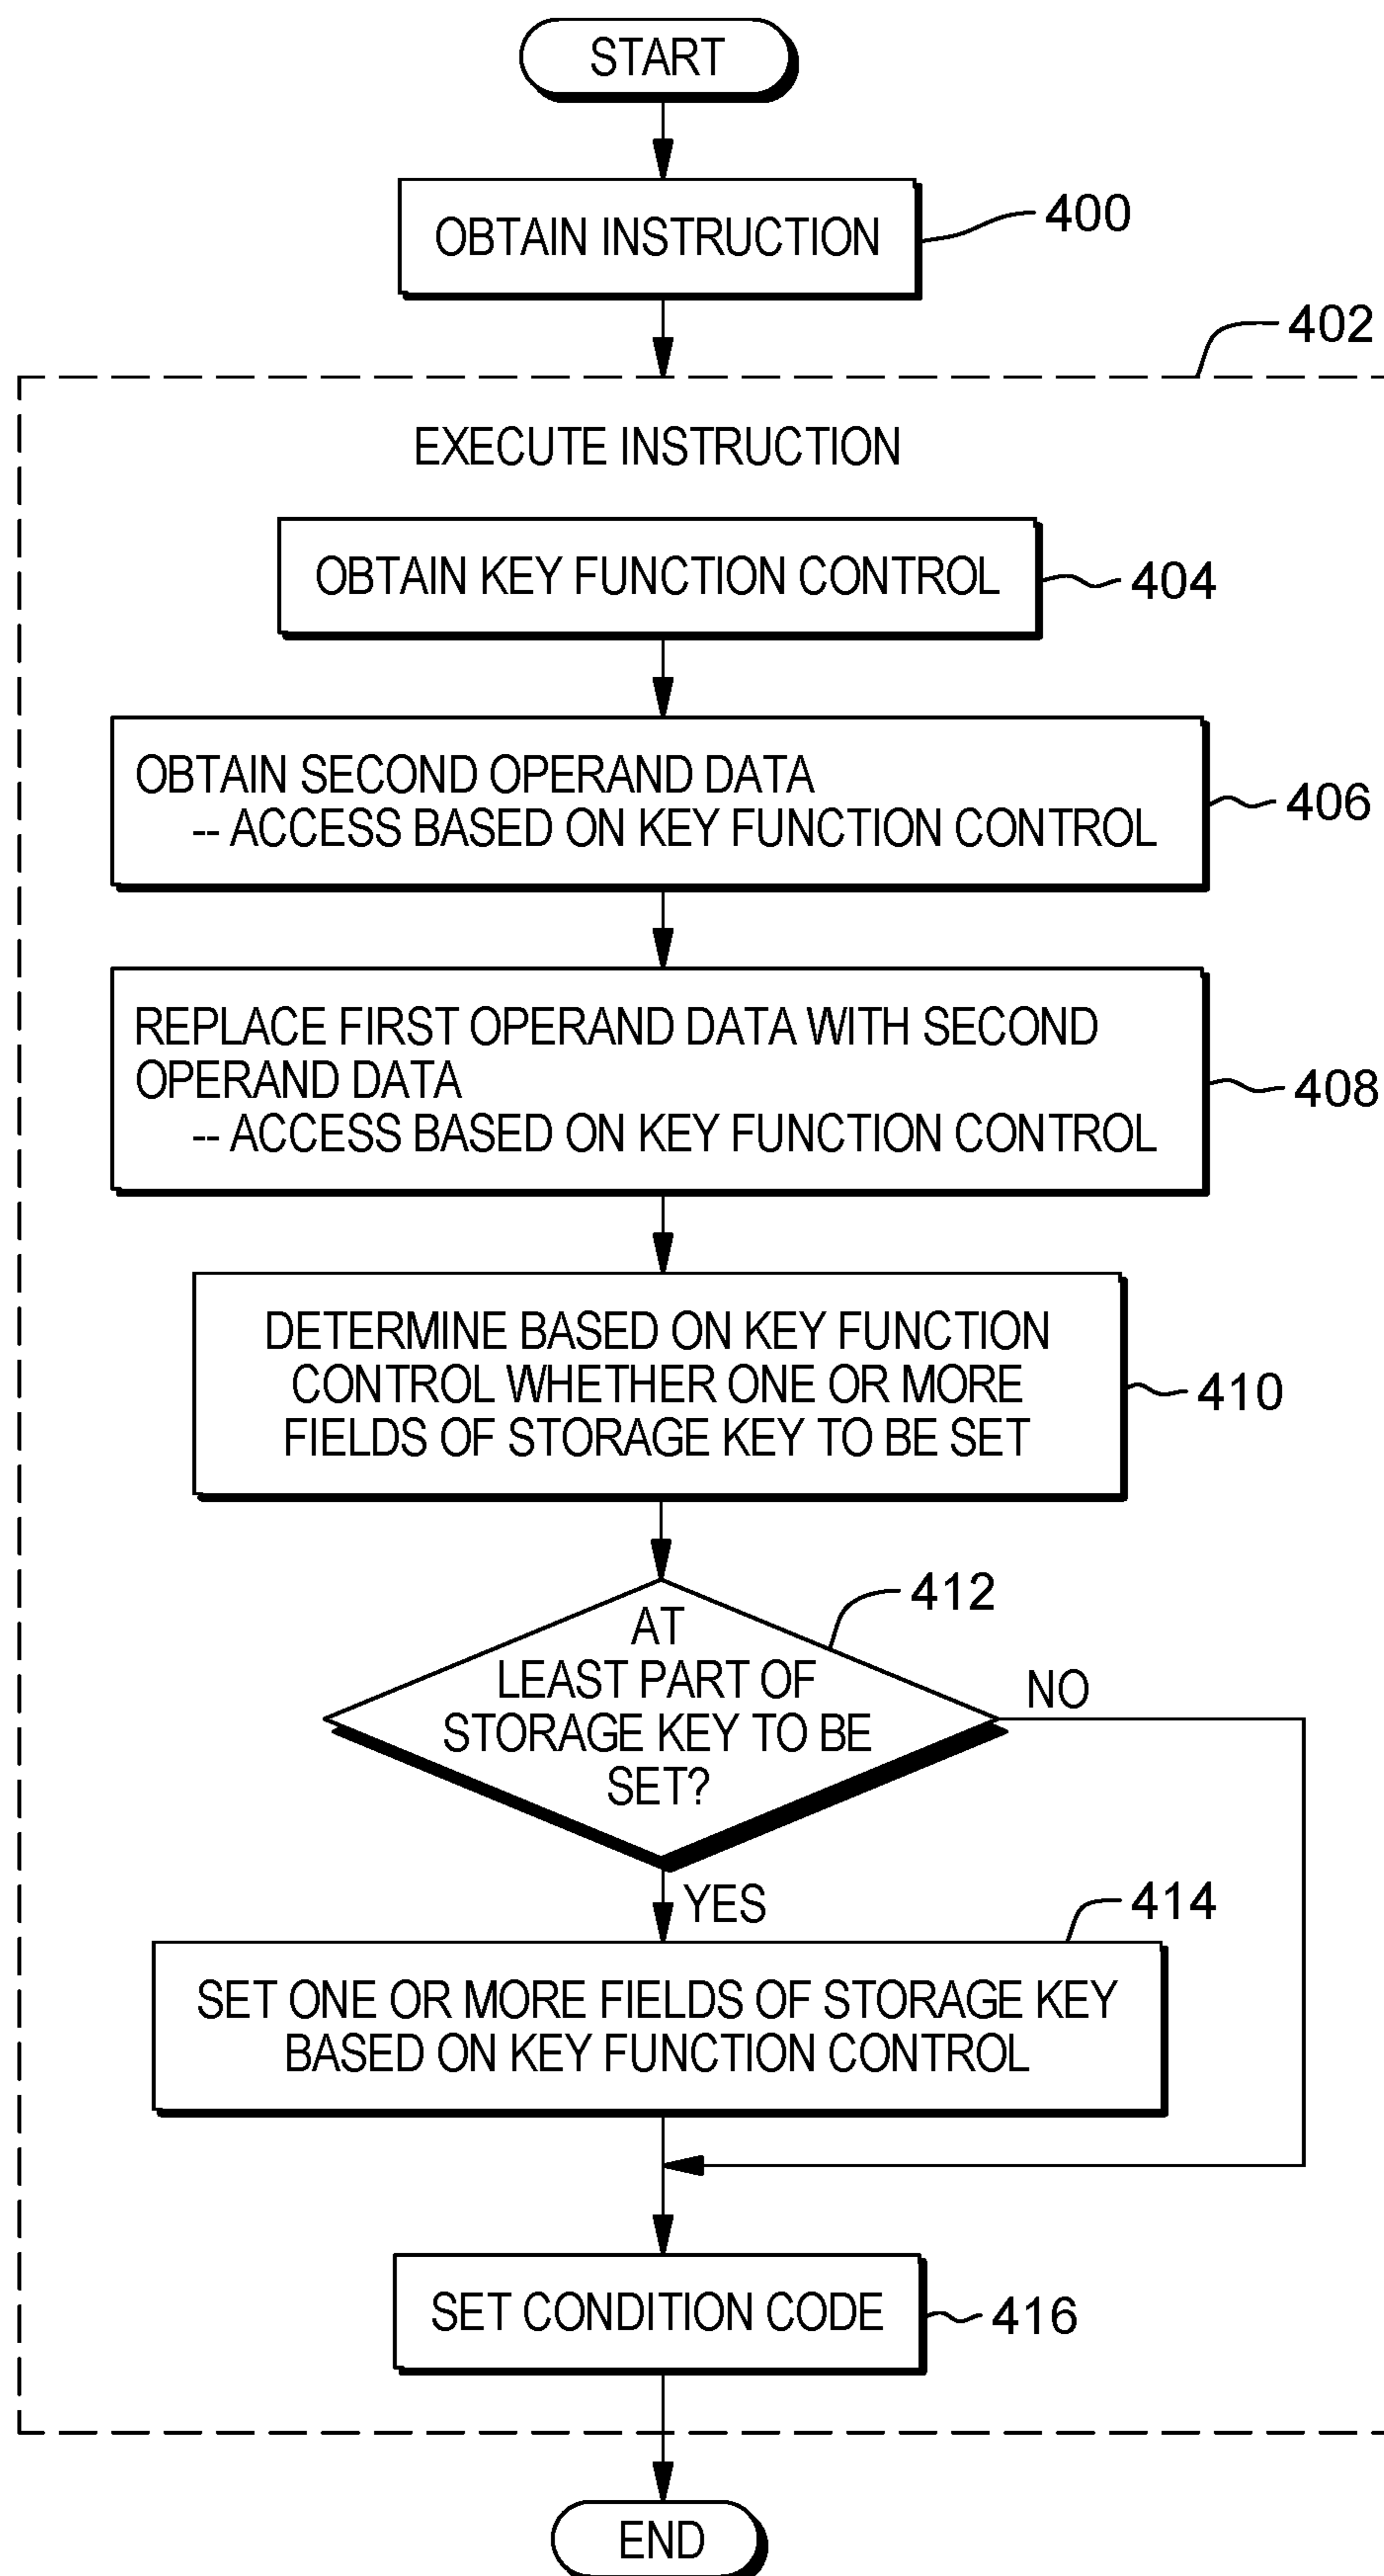 START
OBTAIN INSTRUCTION
400
402
EXECUTE INSTRUCTION
OBTAIN KEY FUNCTION CONTROL
404
OBTAIN SECOND OPERAND DATA
-- ACCESS BASED ON KEY FUNCTION CONTROL
406
REPLACE FIRST OPERAND DATA WITH SECOND
OPERAND DATA
-- ACCESS BASED ON KEY FUNCTION CONTROL
408
DETERMINE BASED ON KEY FUNCTION
CONTROL WHETHER ONE OR MORE
FIELDS OF STORAGE KEY TO BE SET
410
412
AT
LEAST PART OF
STORAGE KEY TO BE
SET?
NO
YES
414
SET ONE OR MORE FIELDS OF STORAGE KEY
BASED ON KEY FUNCTION CONTROL
SET CONDITION CODE
416
END